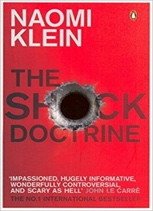 NAOMI
KLEIN
THE
SHOCK
DOCTRINE
'IMPASSIONED, HUGELY INFORMATIVE,
WONDERFULLY CONTROVERSIAL,
AND SCARY AS HELL' JOHN LE CARRÉ
THE NO.1 INTERNATIONAL BESTSELLER